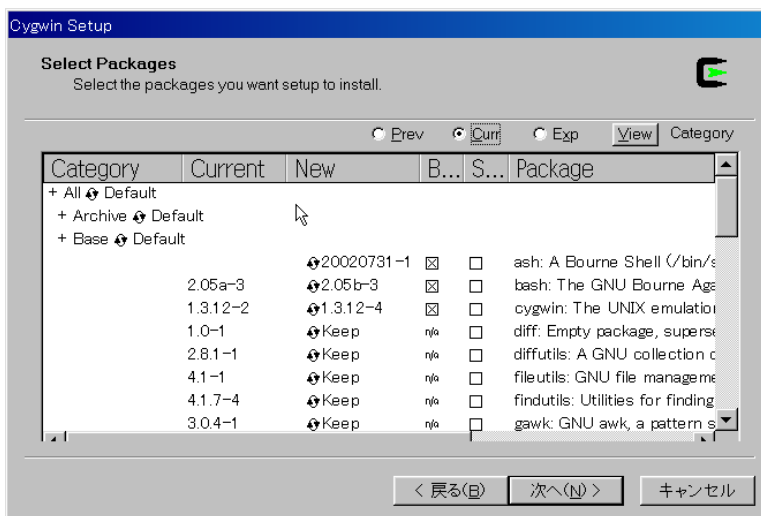 Cygwin Setup
Select Packages
Select the packages you want setup to install.
Prev Curr Exp View Category
Category Current New B... S... Package
+ All Default
+ Archive Default
+ Base Default
20020731-1 ash: A Bourne Shell (/bin/s
2.05a-3 2.05b-3 bash: The GNU Bourne Aga
1.3.12-2 1.3.12-4 cygwin: The UNIX emulation
1.0-1 Keep n/a diff: Empty package, superse
2.8.1-1 Keep n/a diffutils: A GNU collection o
4.1-1 Keep n/a fileutils: GNU file manageme
4.1.7-4 Keep n/a findutils: Utilities for finding
3.0.4-1 Keep n/a gawk: GNU awk, a pattern s
< 戻る(B) 次へ(N) > キャンセル